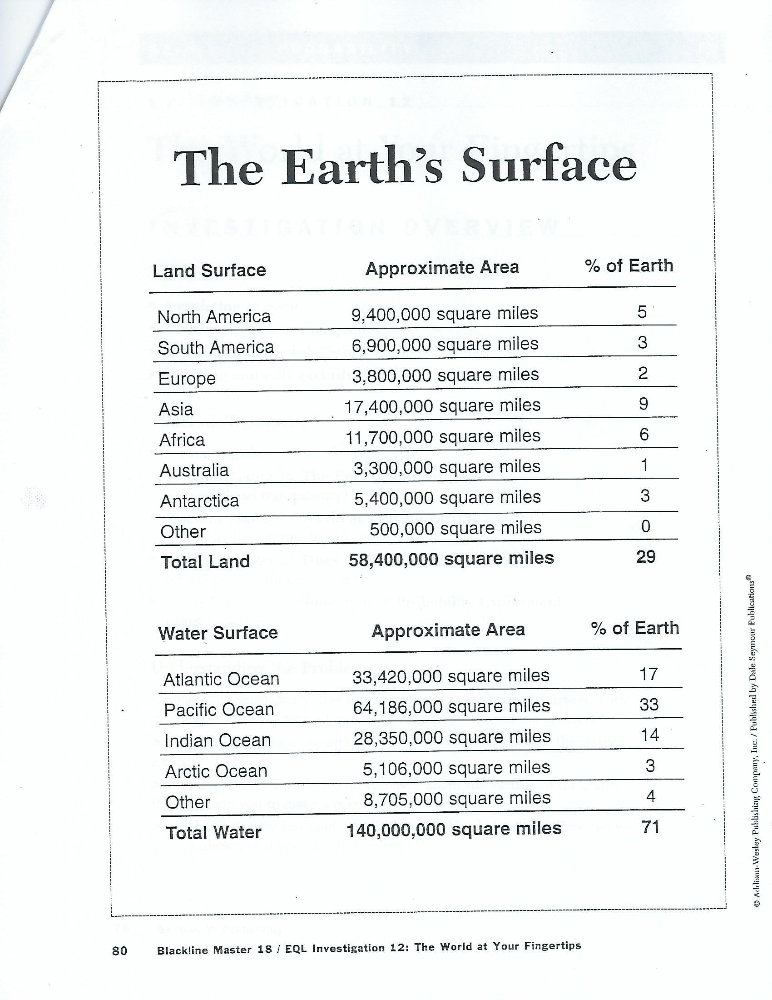 The Earth's Surface
Land Surface Approximate Area % of Earth
North America 9,400,000 square miles 5
South America 6,900,000 square miles 3
Europe 3,800,000 square miles 2
Asia 17,400,000 square miles 9
Africa 11,700,000 square miles 6
Australia 3,300,000 square miles 1
Antarctica 5,400,000 square miles 3
Other 500,000 square miles 0
Total Land 58,400,000 square miles 29
Water Surface Approximate Area % of Earth
Atlantic Ocean 33,420,000 square miles 17
Pacific Ocean 64,186,000 square miles 33
Indian Ocean 28,350,000 square miles 14
Arctic Ocean 5,106,000 square miles 3
Other 8,705,000 square miles 4
Total Water 140,000,000 square miles 71
© Addison-Wesley Publishing Company, Inc. / Published by Dale Seymour Publications®
80 Blackline Master 18 / EQL Investigation 12: The World at Your Fingertips